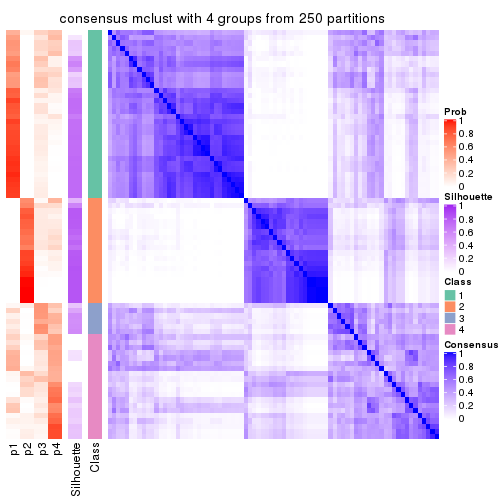 consensus mclust with 4 groups from 250 partitions
Prob
1
0.8
0.6
0.4
0.2
0
Silhouette
1
0.8
0.6
0.4
0.2
0
Class
1
2
3
4
Consensus
1
0.8
0.6
0.4
0.2
0
p1
p2
p3
p4
Silhouette
Class